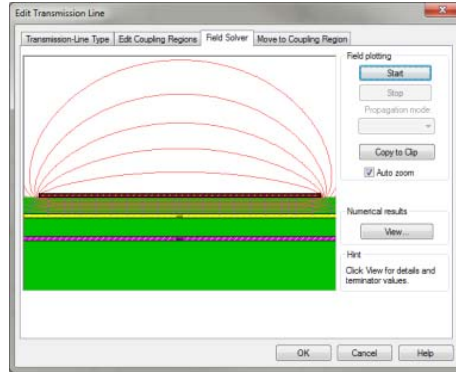 Edit Transmission Line
Transmission-Line Type
Edit Coupling Regions
Field Solver
Move to Coupling Region
Field plotting
Start
Stop
Propagation mode:
Copy to Clip
Auto zoom
Numerical results
View...
Hint
Click View for details and
terminator values.
OK
Cancel
Help